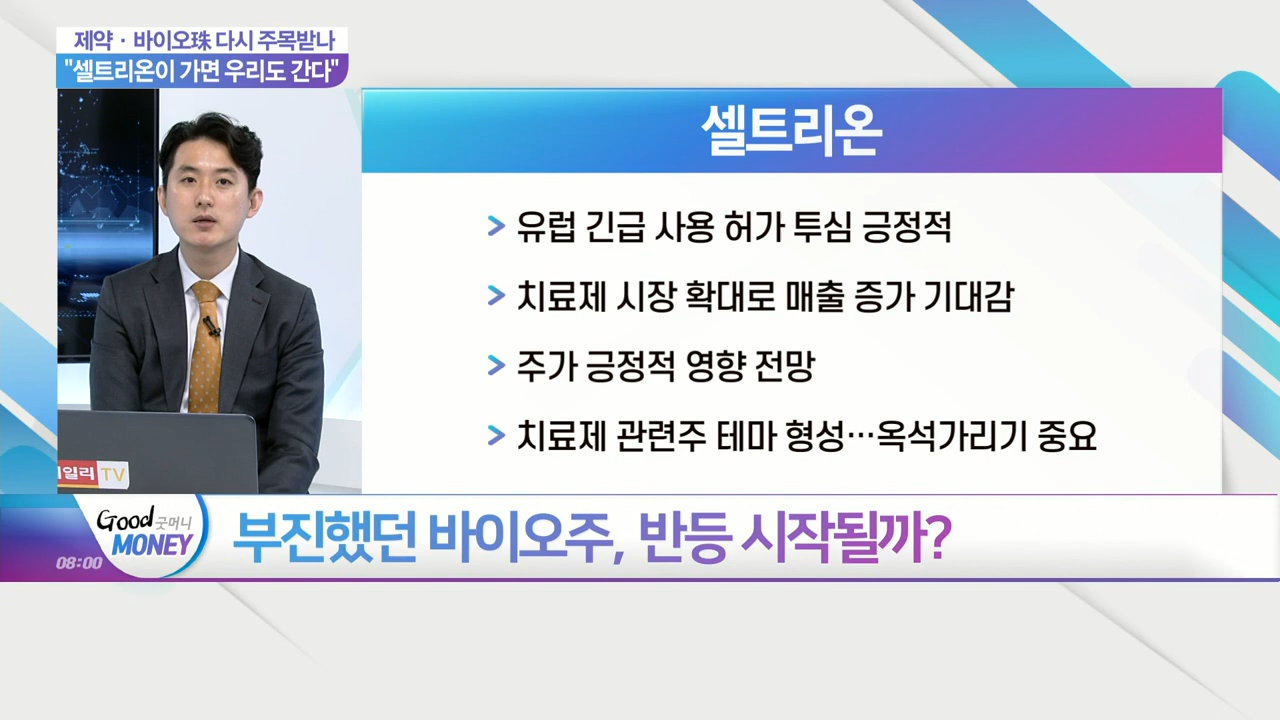 제약 · 바이오株 다시 주목받나
"셀트리온이 가면 우리도 간다"
셀트리온
> 유럽 긴급 사용 허가 투심 긍정적
> 치료제 시장 확대로 매출 증가 기대감
> 주가 긍정적 영향 전망
> 치료제 관련주 테마 형성…옥석가리기 중요
일리 TV
Good 굿머니
MONEY
08:00
부진했던 바이오주, 반등 시작될까?